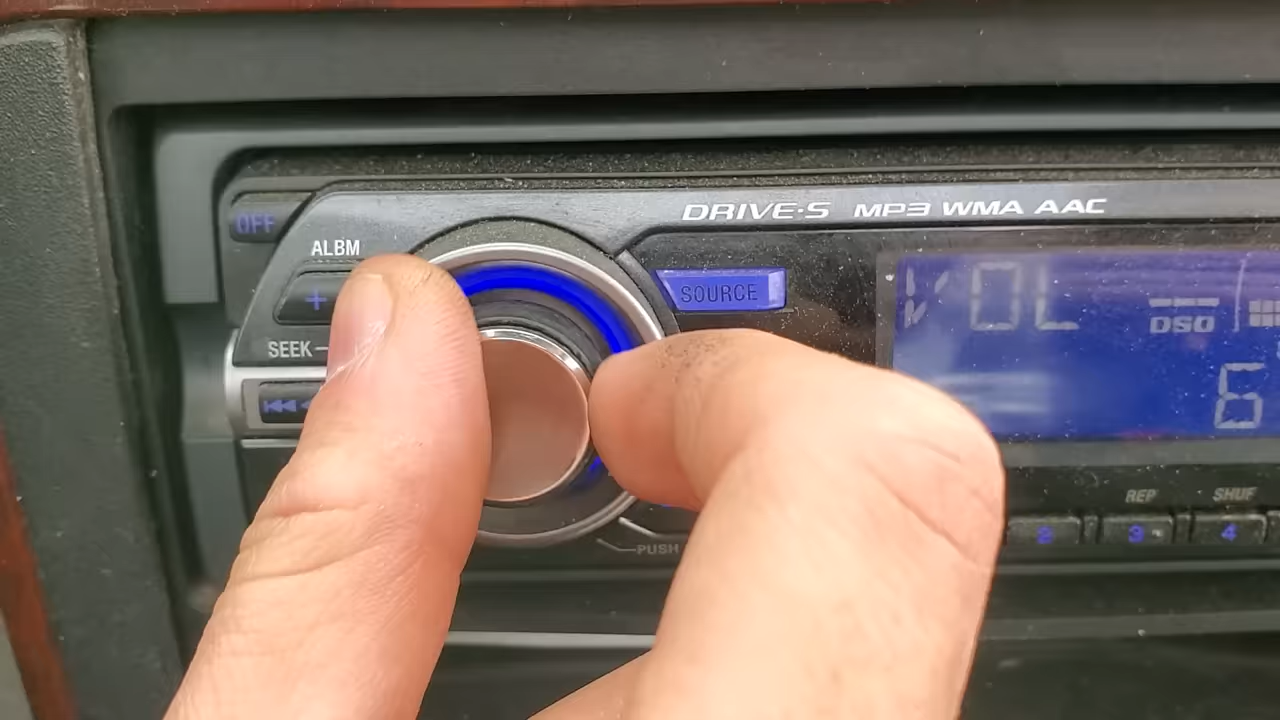 DRIVE·S MP3 WMA AAC
OFF
ALBM
+
SOURCE
VOL
DSO
SEEK
6
REP SHUF
2 3 4
PUSH